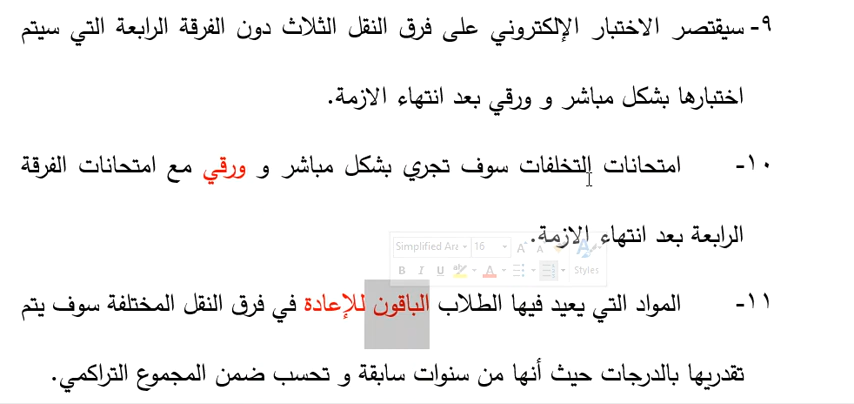 ٩- سيقتصر الاختبار الإلكتروني على فرق النقل الثلاث دون الفرقة الرابعة التي سيتم
اختبارها بشكل مباشر و ورقي بعد انتهاء الازمة.
١٠- امتحانات التخلفات سوف تجري بشكل مباشر و ورقي مع امتحانات الفرقة
الرابعة بعد انتهاء الازمة.
Simplified Ara 16 A A A
B I U ab A Styles
١١- المواد التي يعيد فيها الطلاب الباقون للإعادة في فرق النقل المختلفة سوف يتم
تقديرها بالدرجات حيث أنها من سنوات سابقة و تحسب ضمن المجموع التراكمي.